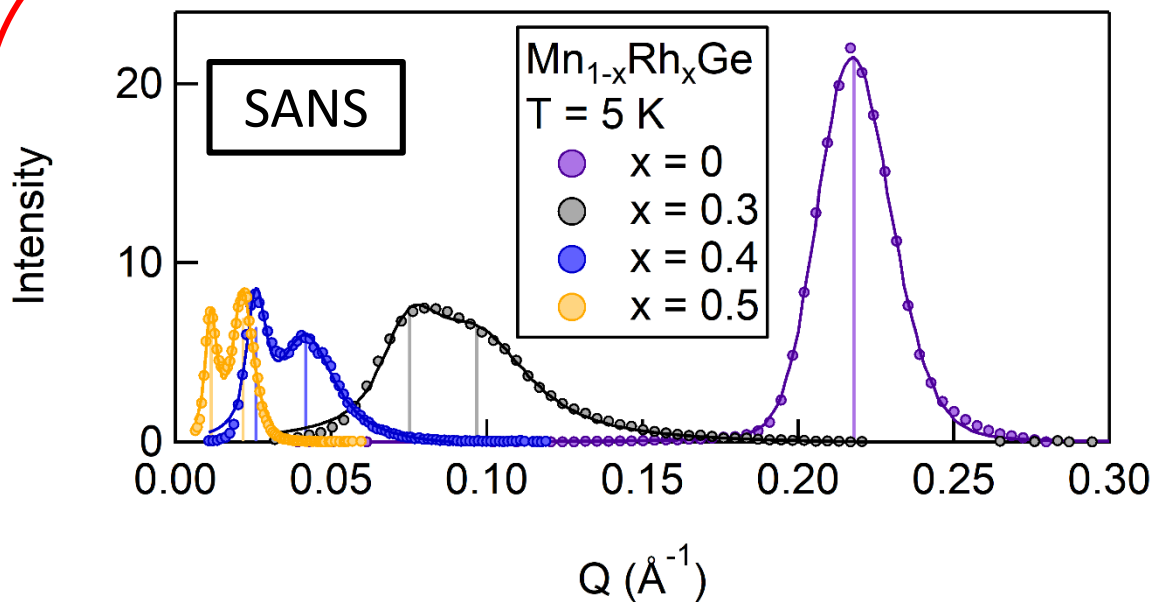 20
SANS
Mn1-xRhxGe
T = 5 K
x = 0
x = 0.3
x = 0.4
x = 0.5
Intensity
10
0
0.00 0.05 0.10 0.15 0.20 0.25 0.30
Q (Å-1)